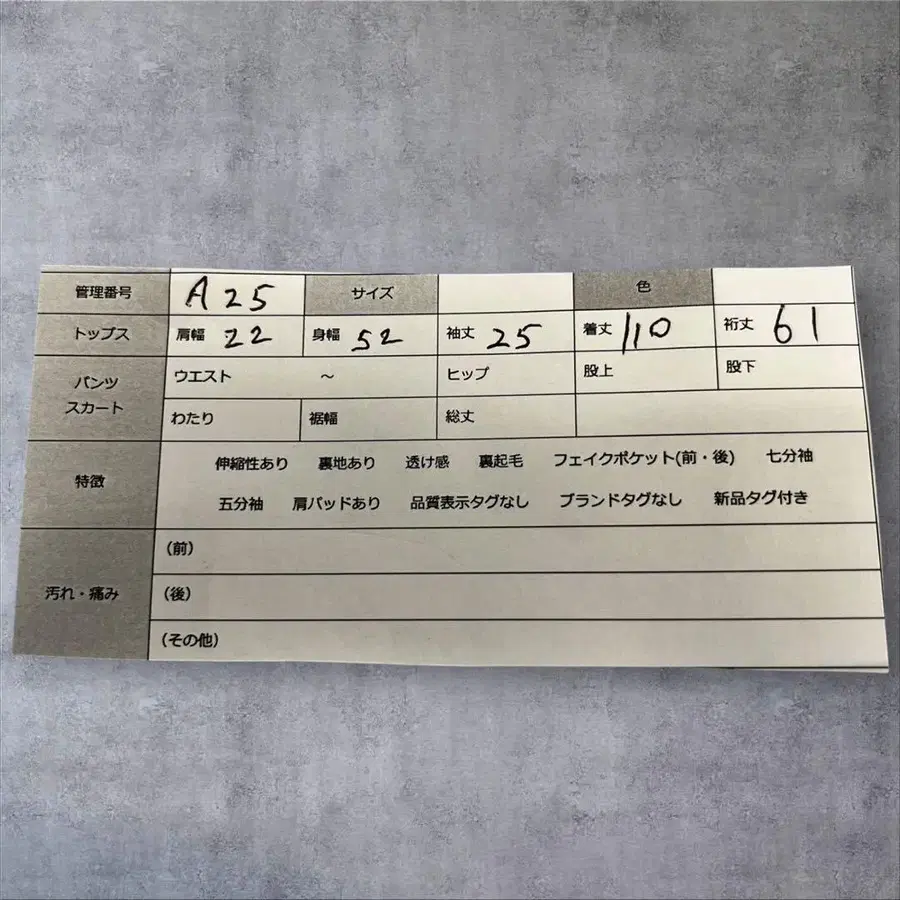 管理番号 A25 サイズ 色
トップス 肩幅 22 身幅 52 袖丈 25 着丈 110 裄丈 61
パンツ スカート ウエスト ～ ヒップ 股上 股下
わたり 裾幅 総丈
特徴 伸縮性あり 裏地あり 透け感 裏起毛 フェイクポケット(前・後) 七分袖
五分袖 肩パッドあり 品質表示タグなし ブランドタグなし 新品タグ付き
汚れ・痛み (前)
(後)
(その他)